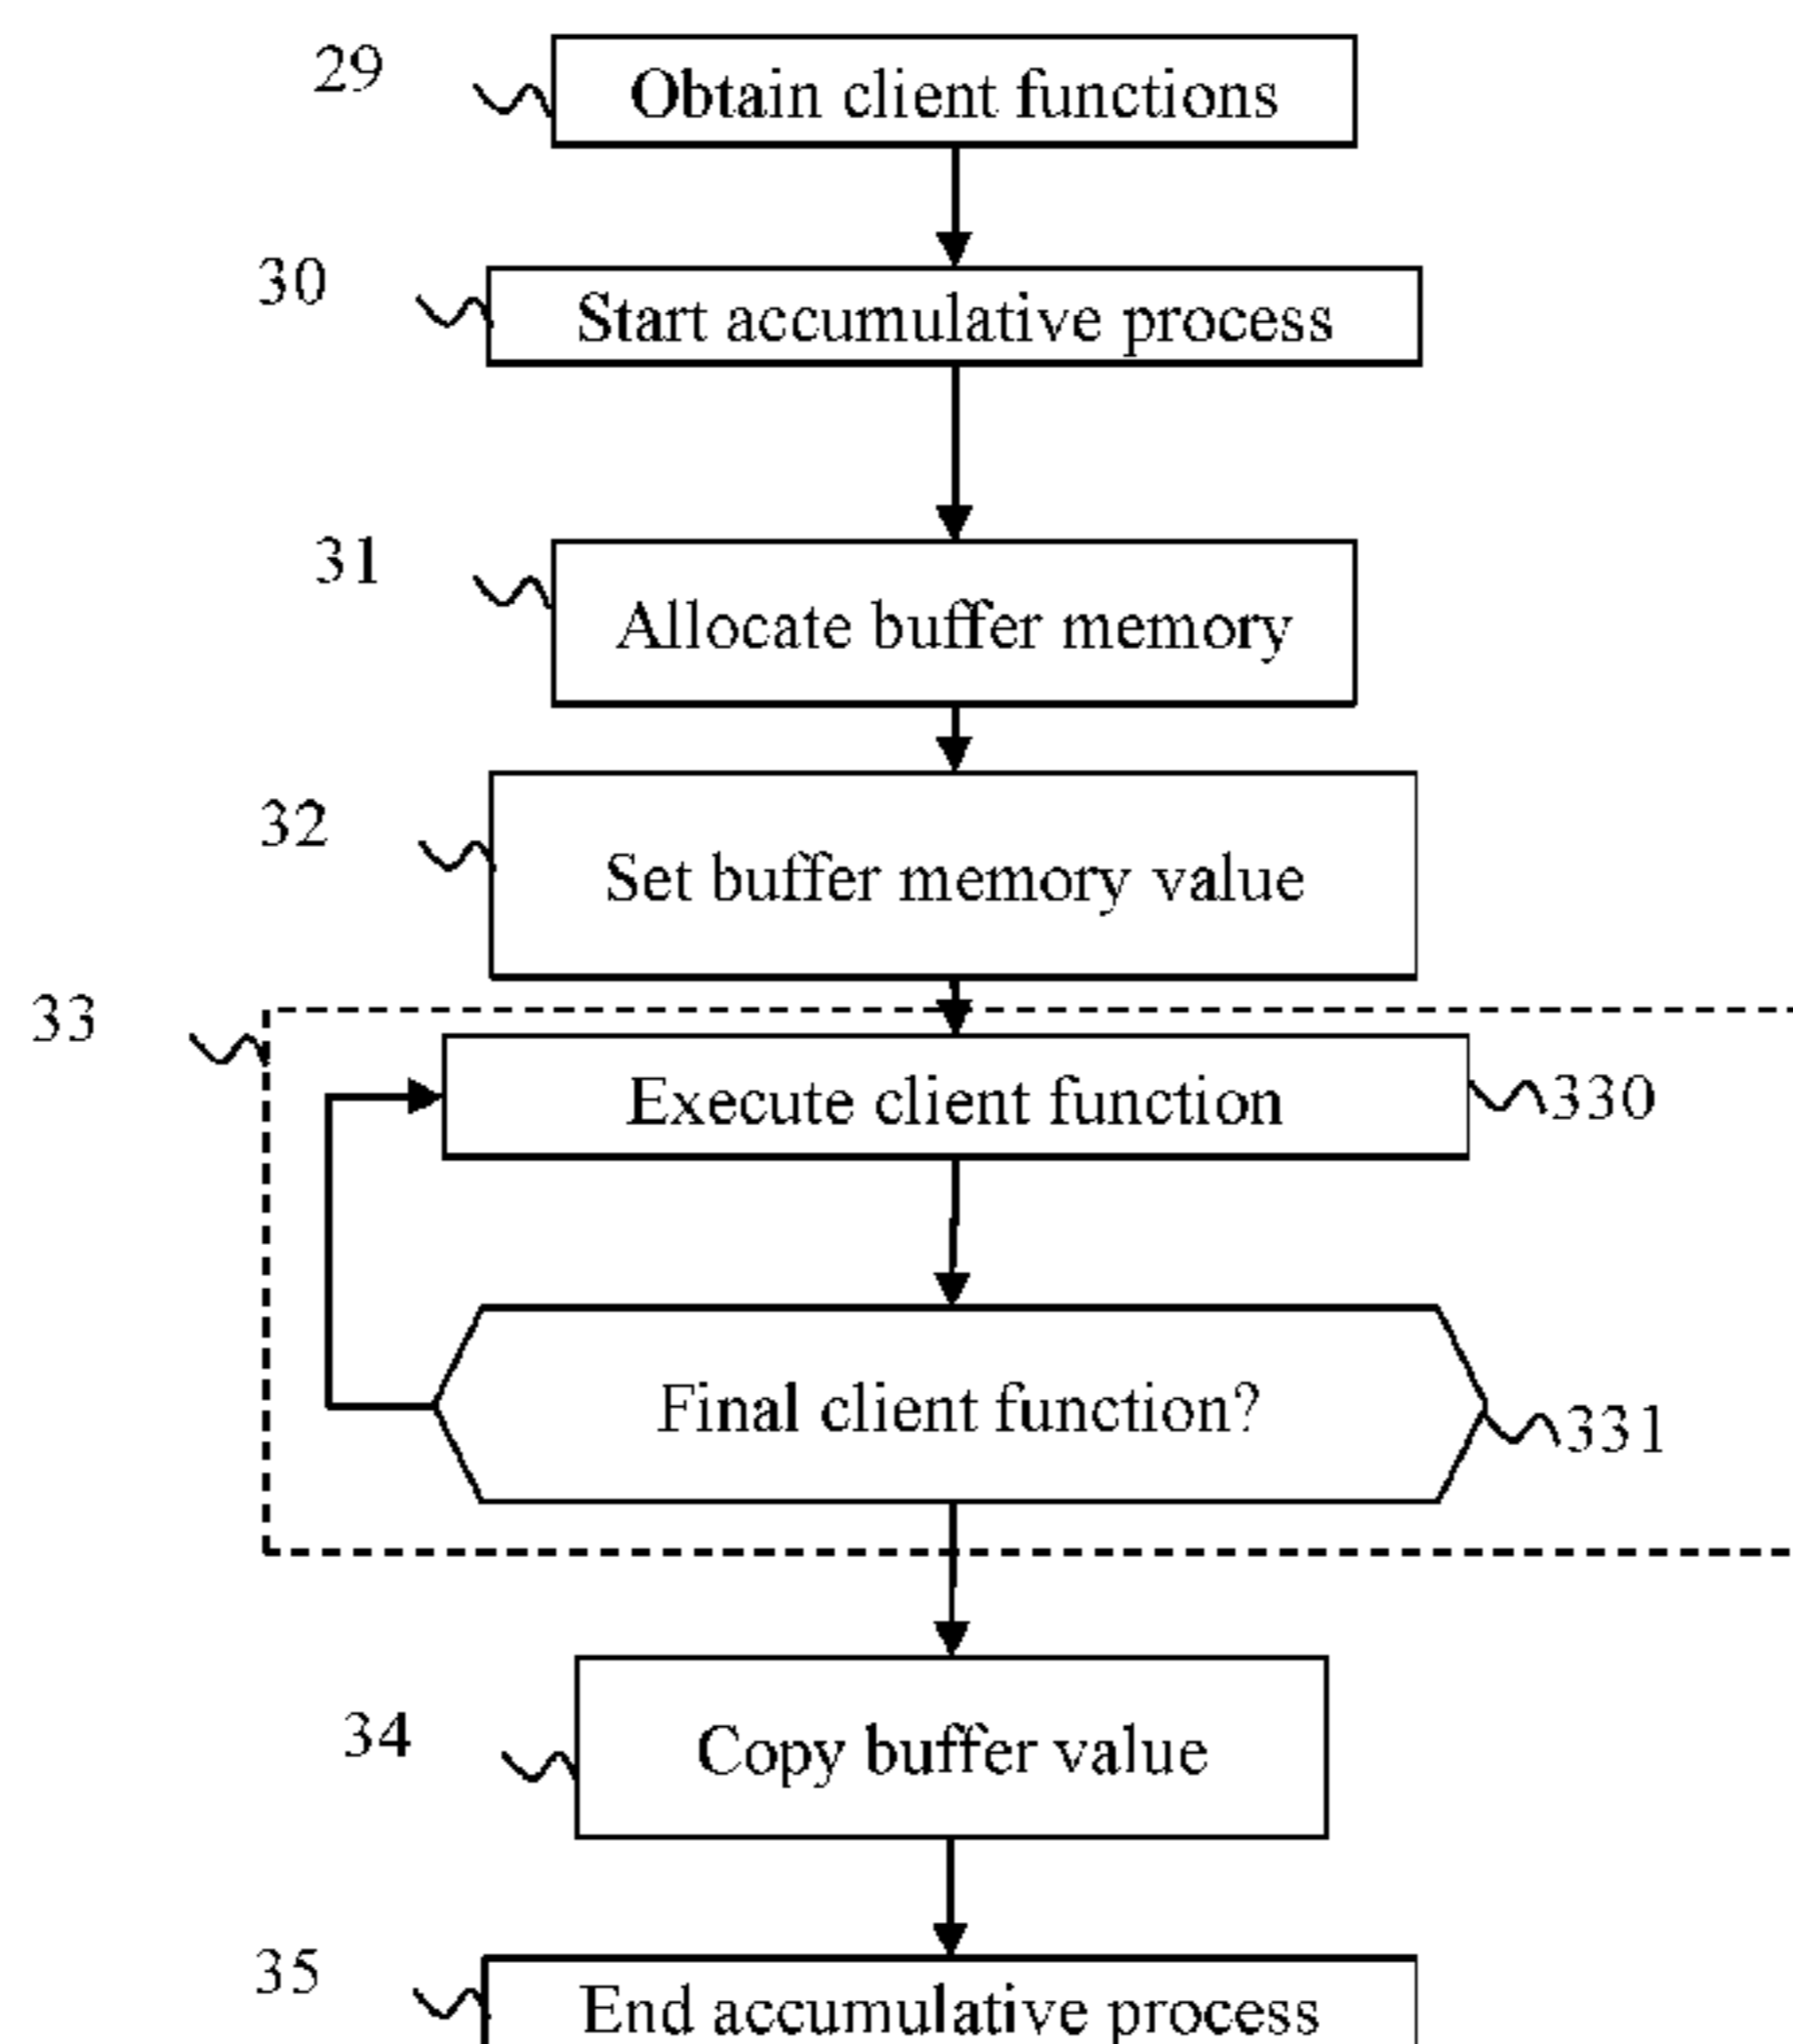 29
Obtain client functions
30
Start accumulative process
31
Allocate buffer memory
32
Set buffer memory value
33
Execute client function
330
Final client function?
331
34
Copy buffer value
35
End accumulative process